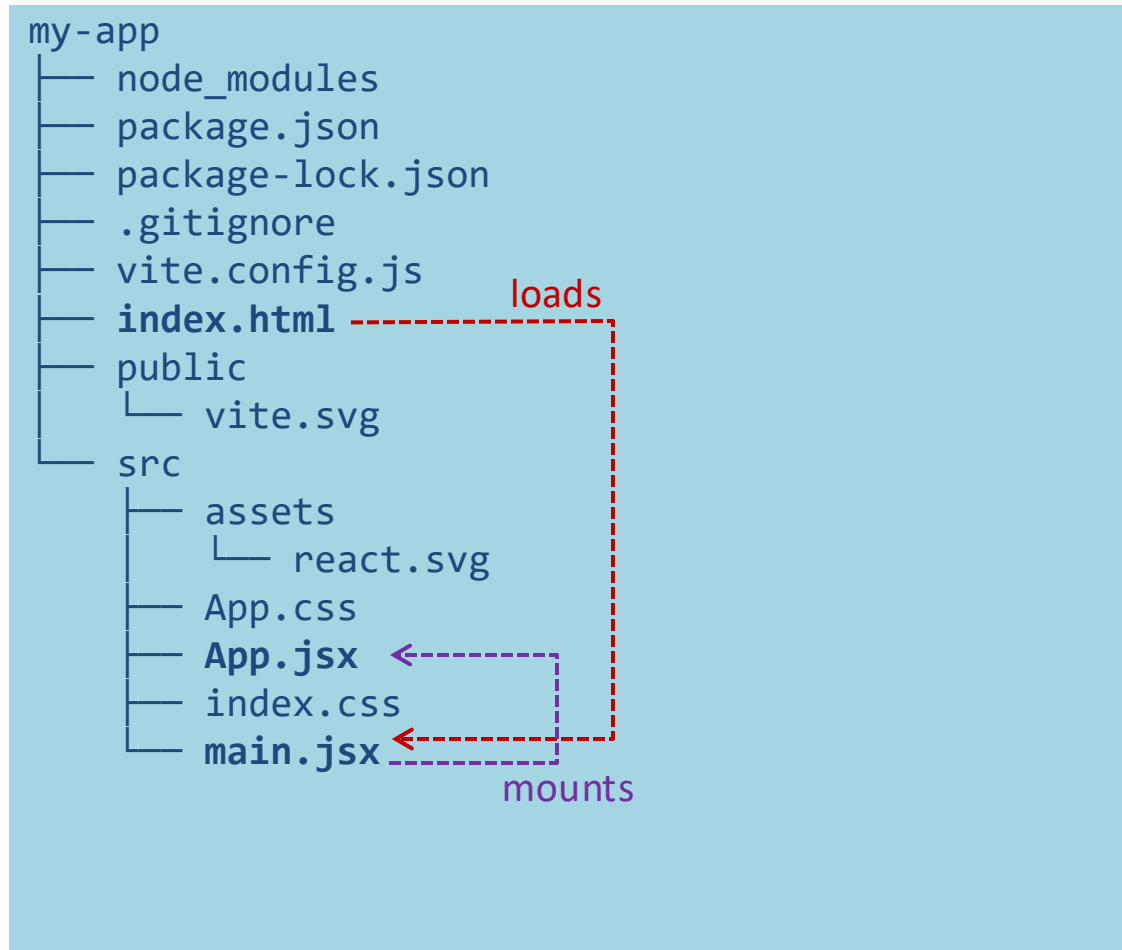 my-app
├── node_modules
├── package.json
├── package-lock.json
├── .gitignore
├── vite.config.js
loads
├── index.html
├── public
│   └── vite.svg
└── src
    ├── assets
    │   └── react.svg
    ├── App.css
    ├── App.jsx
    ├── index.css
    └── main.jsx
mounts